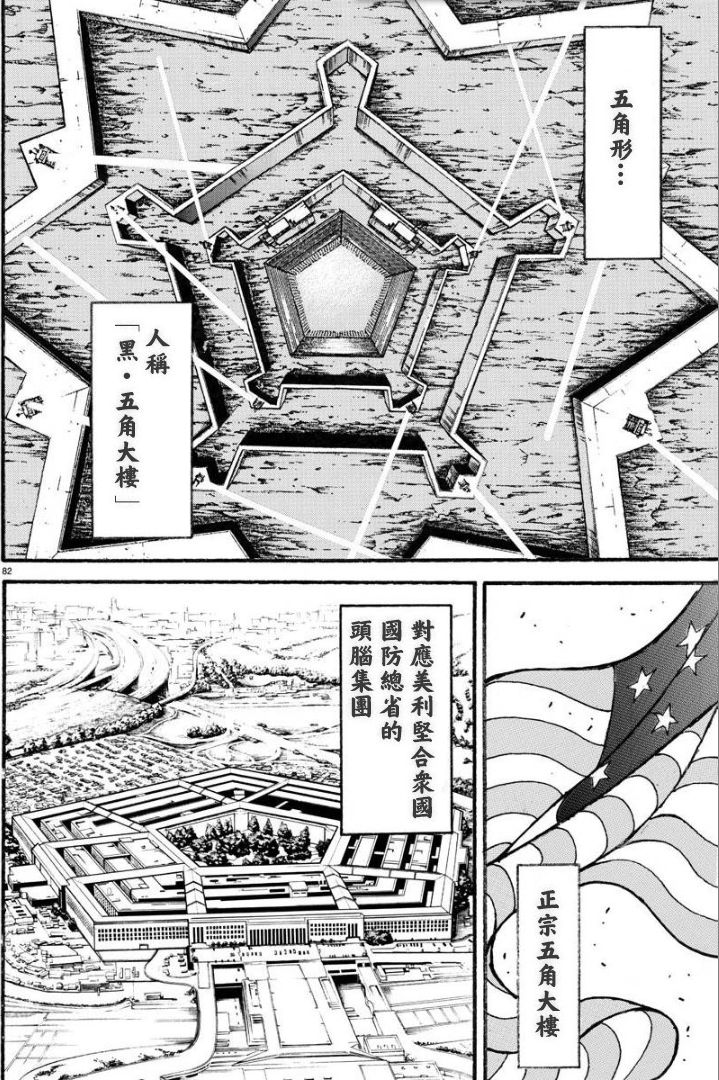 五角形…
人稱
「黑·五角大樓」
82
對應美利堅合衆國
國防總省的
頭腦集團
正宗五角大樓